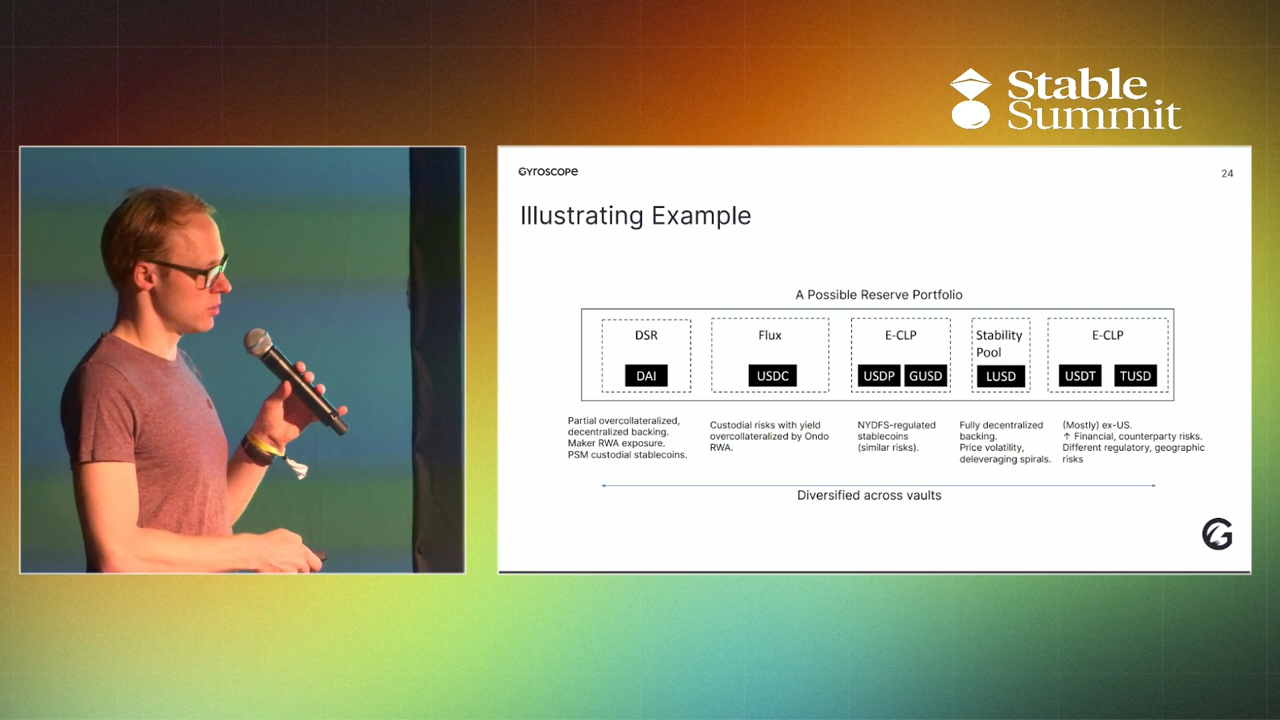 Stable
Summit
GYROSCOPE
24
Illustrating Example
A Possible Reserve Portfolio
DSR
DAI
Flux
USDC
E-CLP
USDP GUSD
Stability
Pool
LUSD
E-CLP
USDT TUSD
Partial overcollateralized,
decentralized backing.
Maker RWA exposure.
PSM custodial stablecoins.
Custodial risks with yield
overcollateralized by Ondo
RWA.
NYDFS-regulated
stablecoins
(similar risks).
Fully decentralized
backing.
Price volatility,
deleveraging spirals.
(Mostly) ex-US.
↑ Financial, counterparty risks.
Different regulatory, geographic
risks
Diversified across vaults